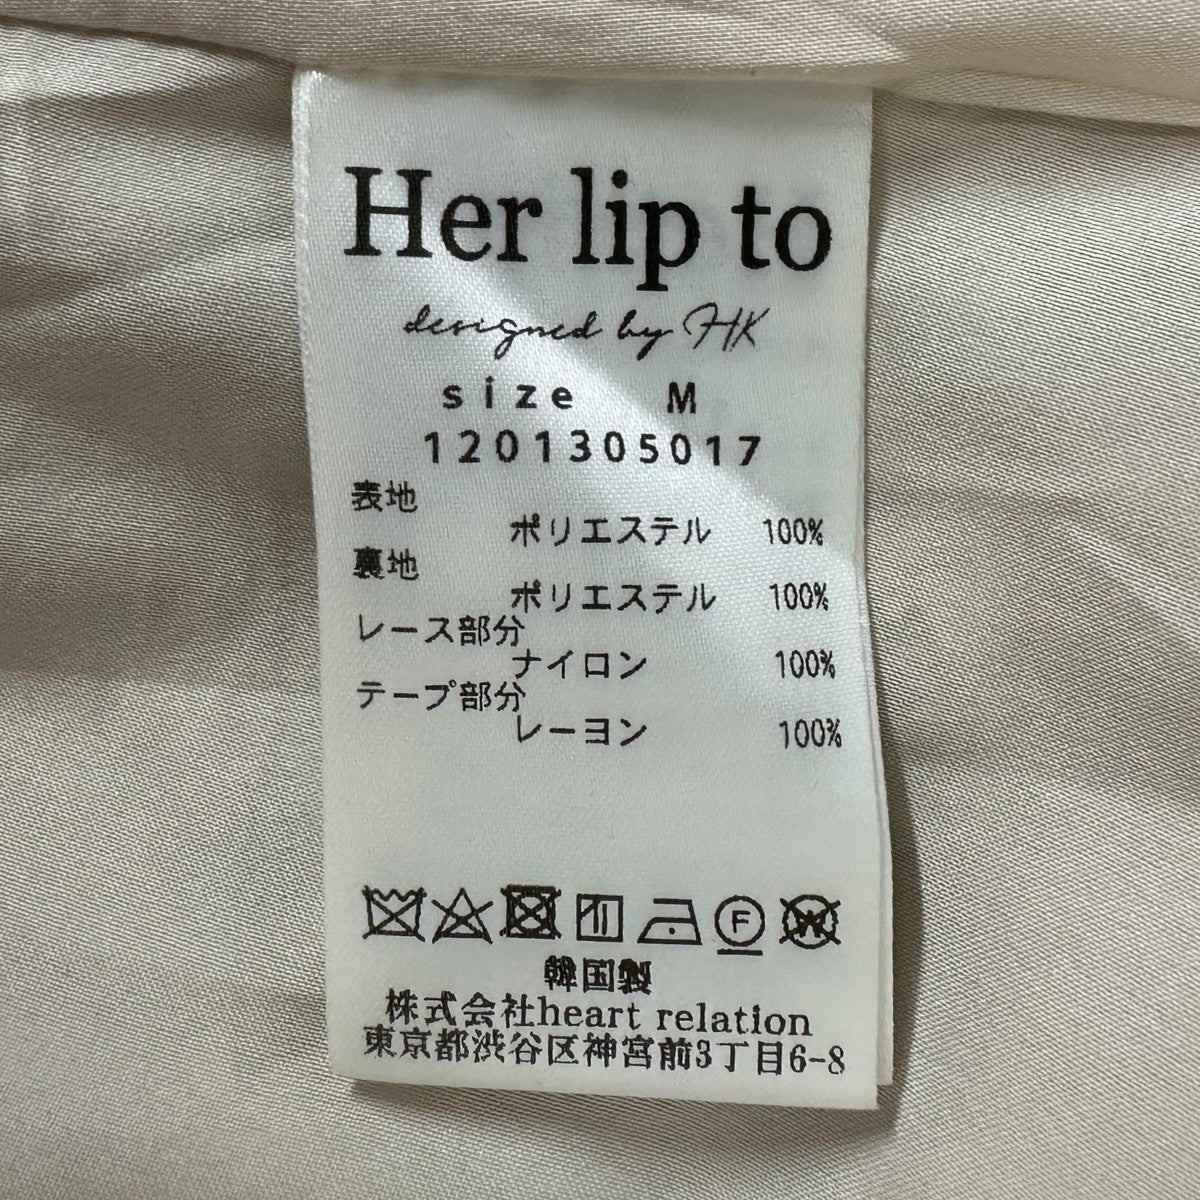 Her lip to
designed by HK
size M
1201305017
表地
ポリエステル 100%
裏地
ポリエステル 100%
レース部分
ナイロン 100%
テープ部分
レーヨン 100%
F W
韓国製
株式会社heart relation
東京都渋谷区神宮前3丁目6-8